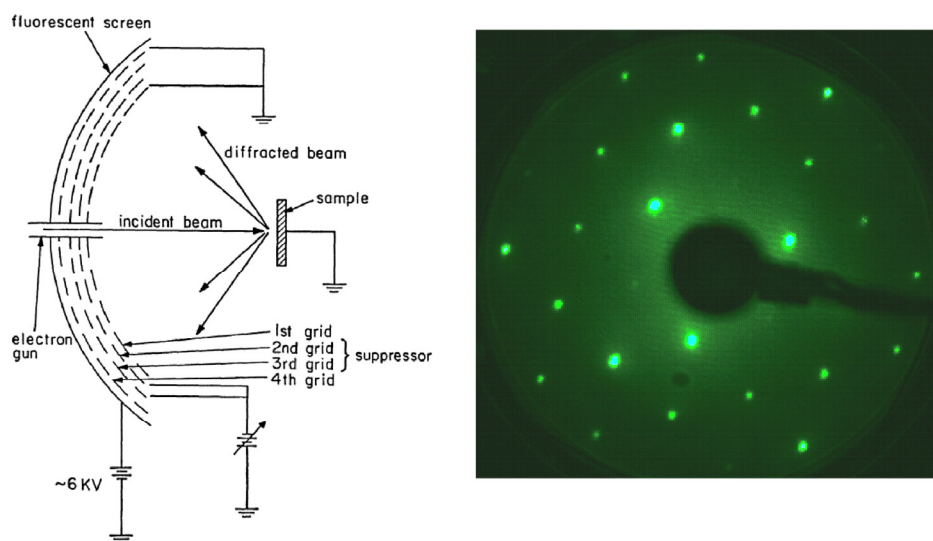 fluorescent screen
diffracted beam
sample
incident beam
electron
gun
1st grid
2nd grid
3rd grid
suppressor
4th grid
~6 KV